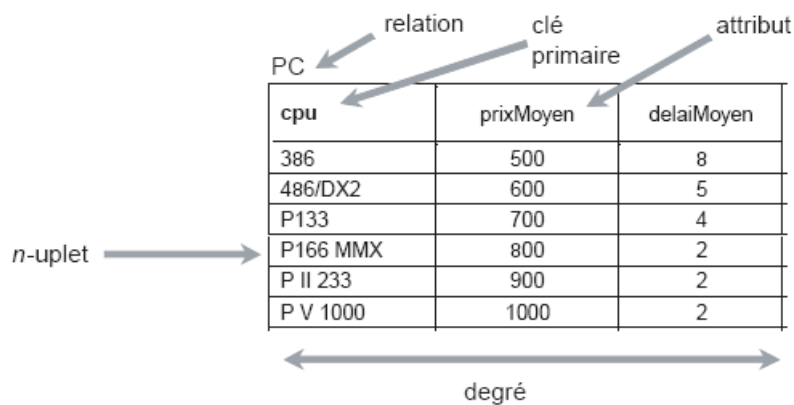 relation
clé
primaire
attribut
PC
cpu prixMoyen delaiMoyen
386 500 8
486/DX2 600 5
P133 700 4
n-uplet P166 MMX 800 2
P II 233 900 2
P V 1000 1000 2
degré